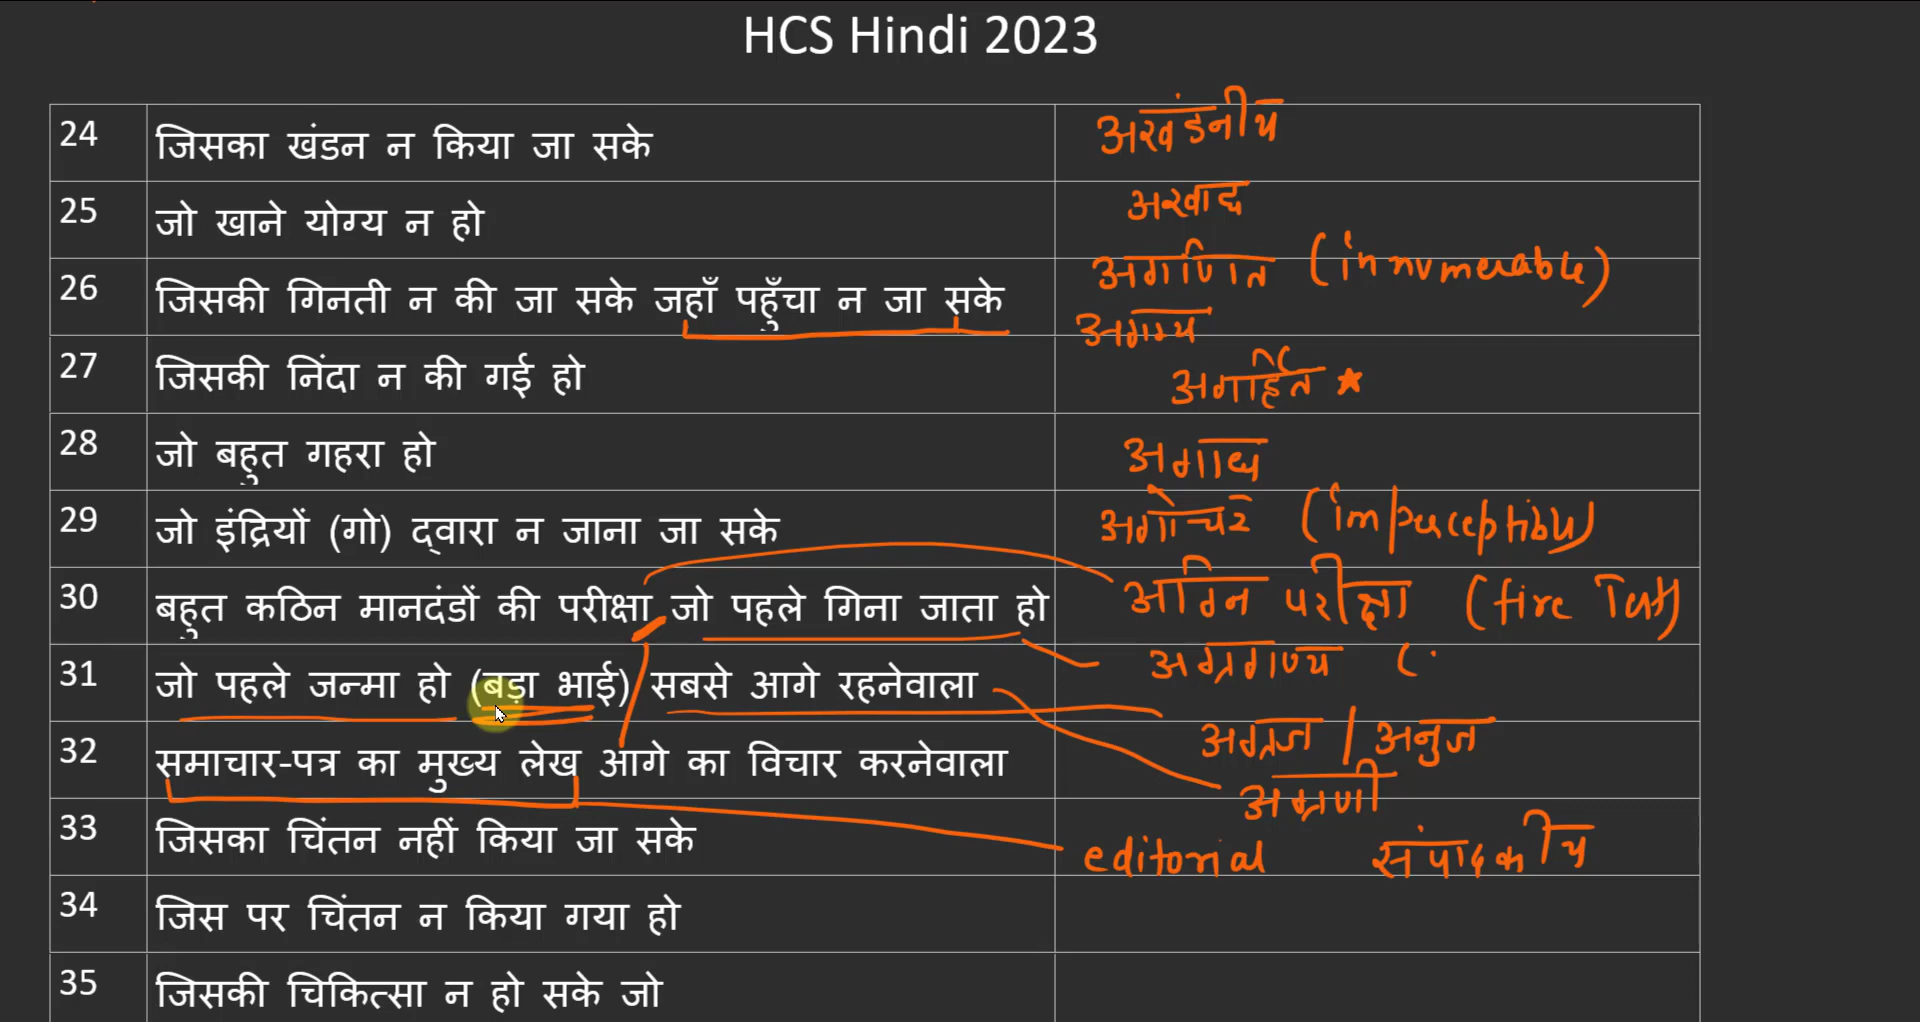 HCS Hindi 2023
24 जिसका खंडन न किया जा सके अखंडनीय
25 जो खाने योग्य न हो अखाद्य
26 जिसकी गिनती न की जा सके जहाँ पहुँचा न जा सके अगणित (innumerable)
अगम्य
27 जिसकी निंदा न की गई हो अगर्हित ★
28 जो बहुत गहरा हो अगाध
29 जो इंद्रियों (गो) द्वारा न जाना जा सके अगोचर (imperceptible)
30 बहुत कठिन मानदंडों की परीक्षा जो पहले गिना जाता हो अग्नि परीक्षा (fire Test)
अग्रगण्य (
31 जो पहले जन्मा हो (बड़ा भाई) सबसे आगे रहनेवाला अग्रज / अनुज
32 समाचार-पत्र का मुख्य लेख आगे का विचार करनेवाला अग्रणी
33 जिसका चिंतन नहीं किया जा सके editorial संपादकीय
34 जिस पर चिंतन न किया गया हो
35 जिसकी चिकित्सा न हो सके जो